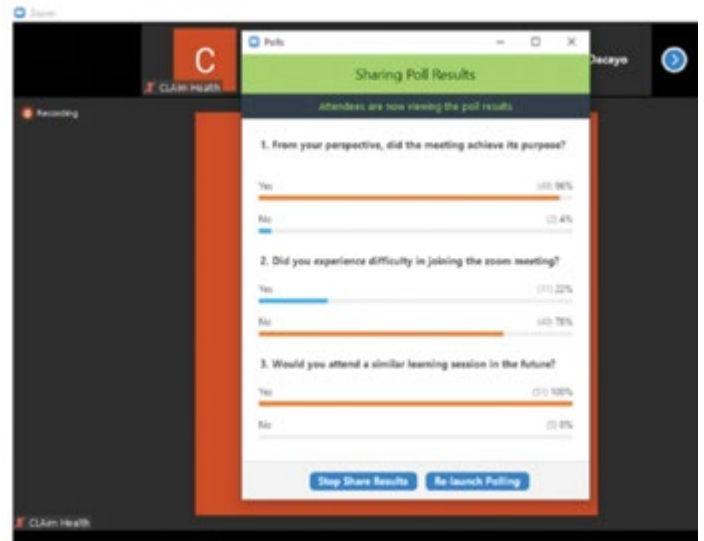 Zoom
Polls
C
Dacayo
Sharing Poll Results
CLAim Health
Attendees are now viewing the poll results
Recording
1. From your perspective, did the meeting achieve its purpose?
Yes (49) 96%
No (2) 4%
2. Did you experience difficulty in joining the zoom meeting?
Yes (11) 22%
No (40) 78%
3. Would you attend a similar learning session in the future?
Yes (51) 100%
No 0%
Stop Share Results Re-launch Polling
CLAim Health